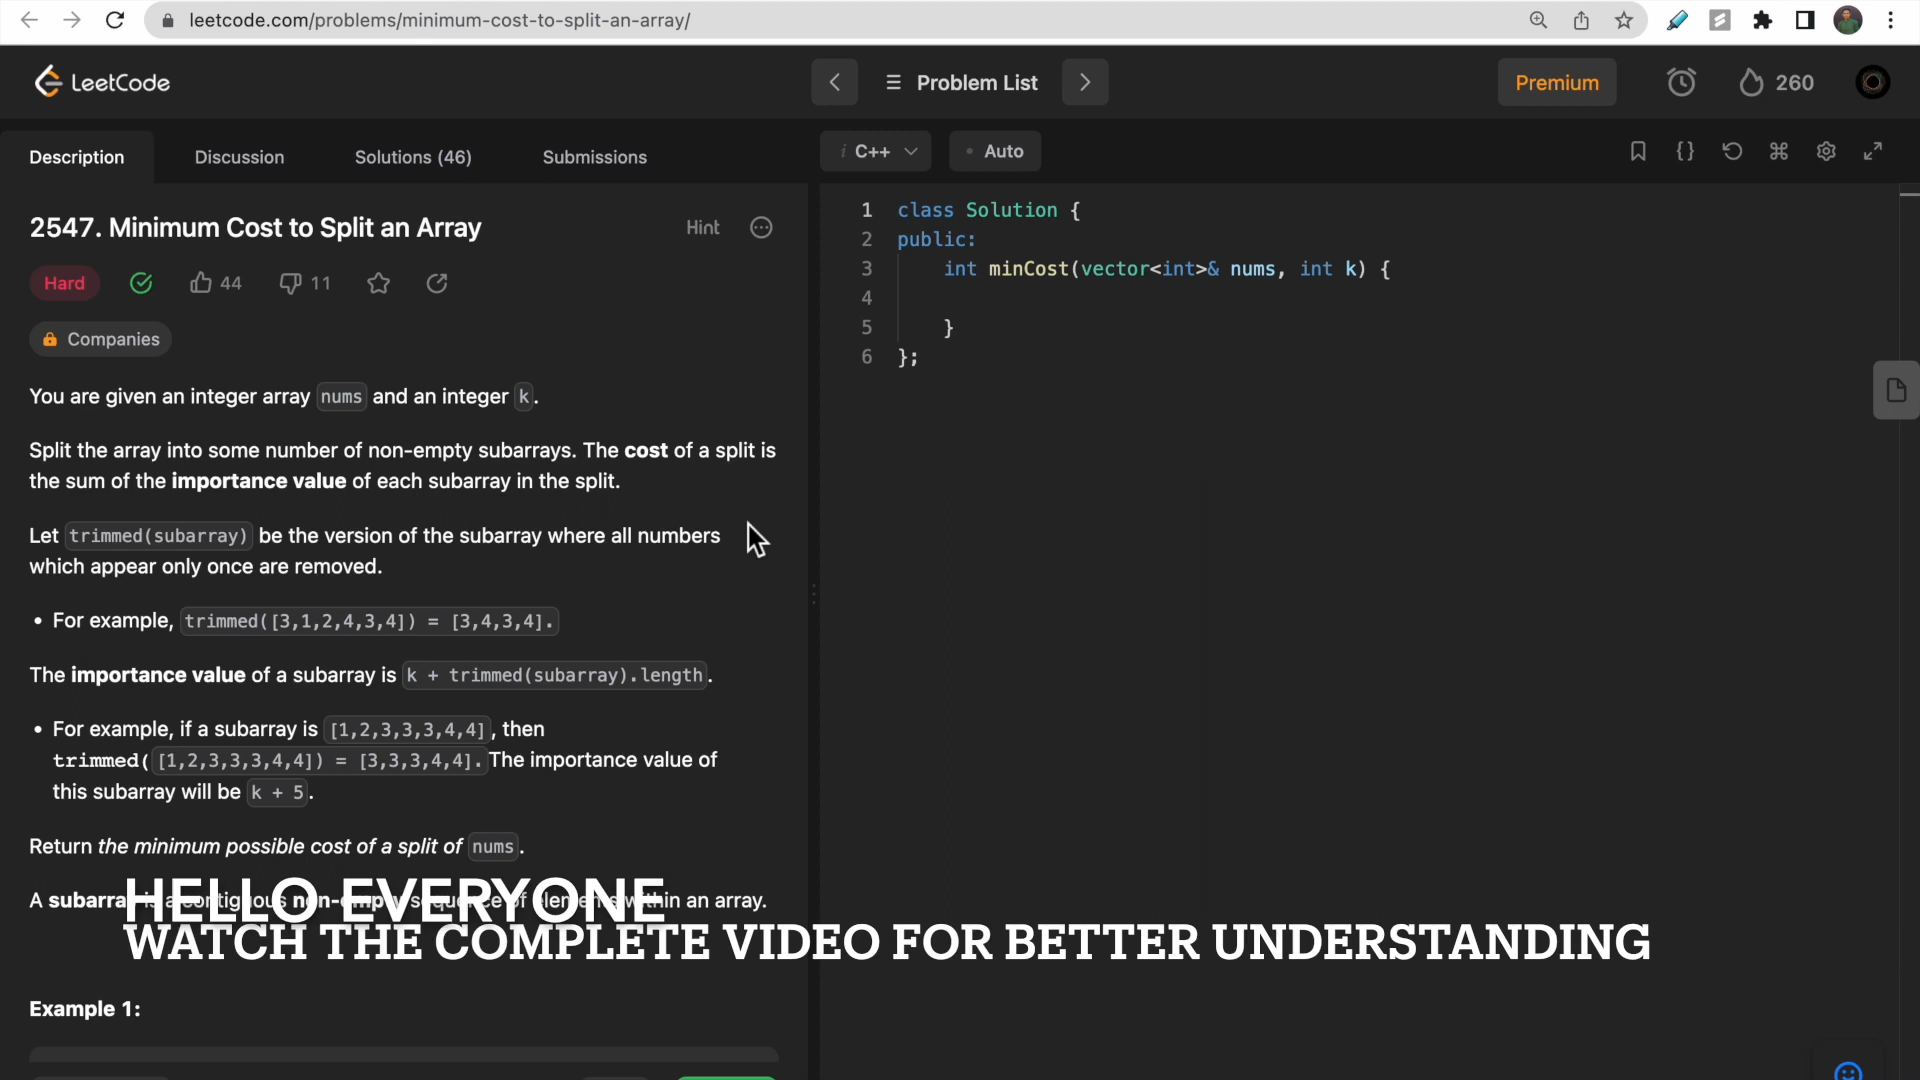 leetcode.com/problems/minimum-cost-to-split-an-array/
LeetCode
Problem List
Premium
260
Description
Discussion
Solutions (46)
Submissions
i C++
• Auto
2547. Minimum Cost to Split an Array
Hint
Hard
44
11
Companies
You are given an integer array nums and an integer k.
Split the array into some number of non-empty subarrays. The cost of a split is
the sum of the importance value of each subarray in the split.
Let trimmed(subarray) be the version of the subarray where all numbers
which appear only once are removed.
• For example, trimmed([3,1,2,4,3,4]) = [3,4,3,4].
The importance value of a subarray is k + trimmed(subarray).length.
• For example, if a subarray is [1,2,3,3,3,4,4], then
trimmed([1,2,3,3,3,4,4]) = [3,3,3,4,4].The importance value of
this subarray will be k + 5.
Return the minimum possible cost of a split of nums.
A subarray is a contiguous non-empty sequence of elements within an array.
HELLO EVERYONE
WATCH THE COMPLETE VIDEO FOR BETTER UNDERSTANDING
Example 1:
1 class Solution {
2 public:
3 int minCost(vector<int>& nums, int k) {
4
5 }
6 };